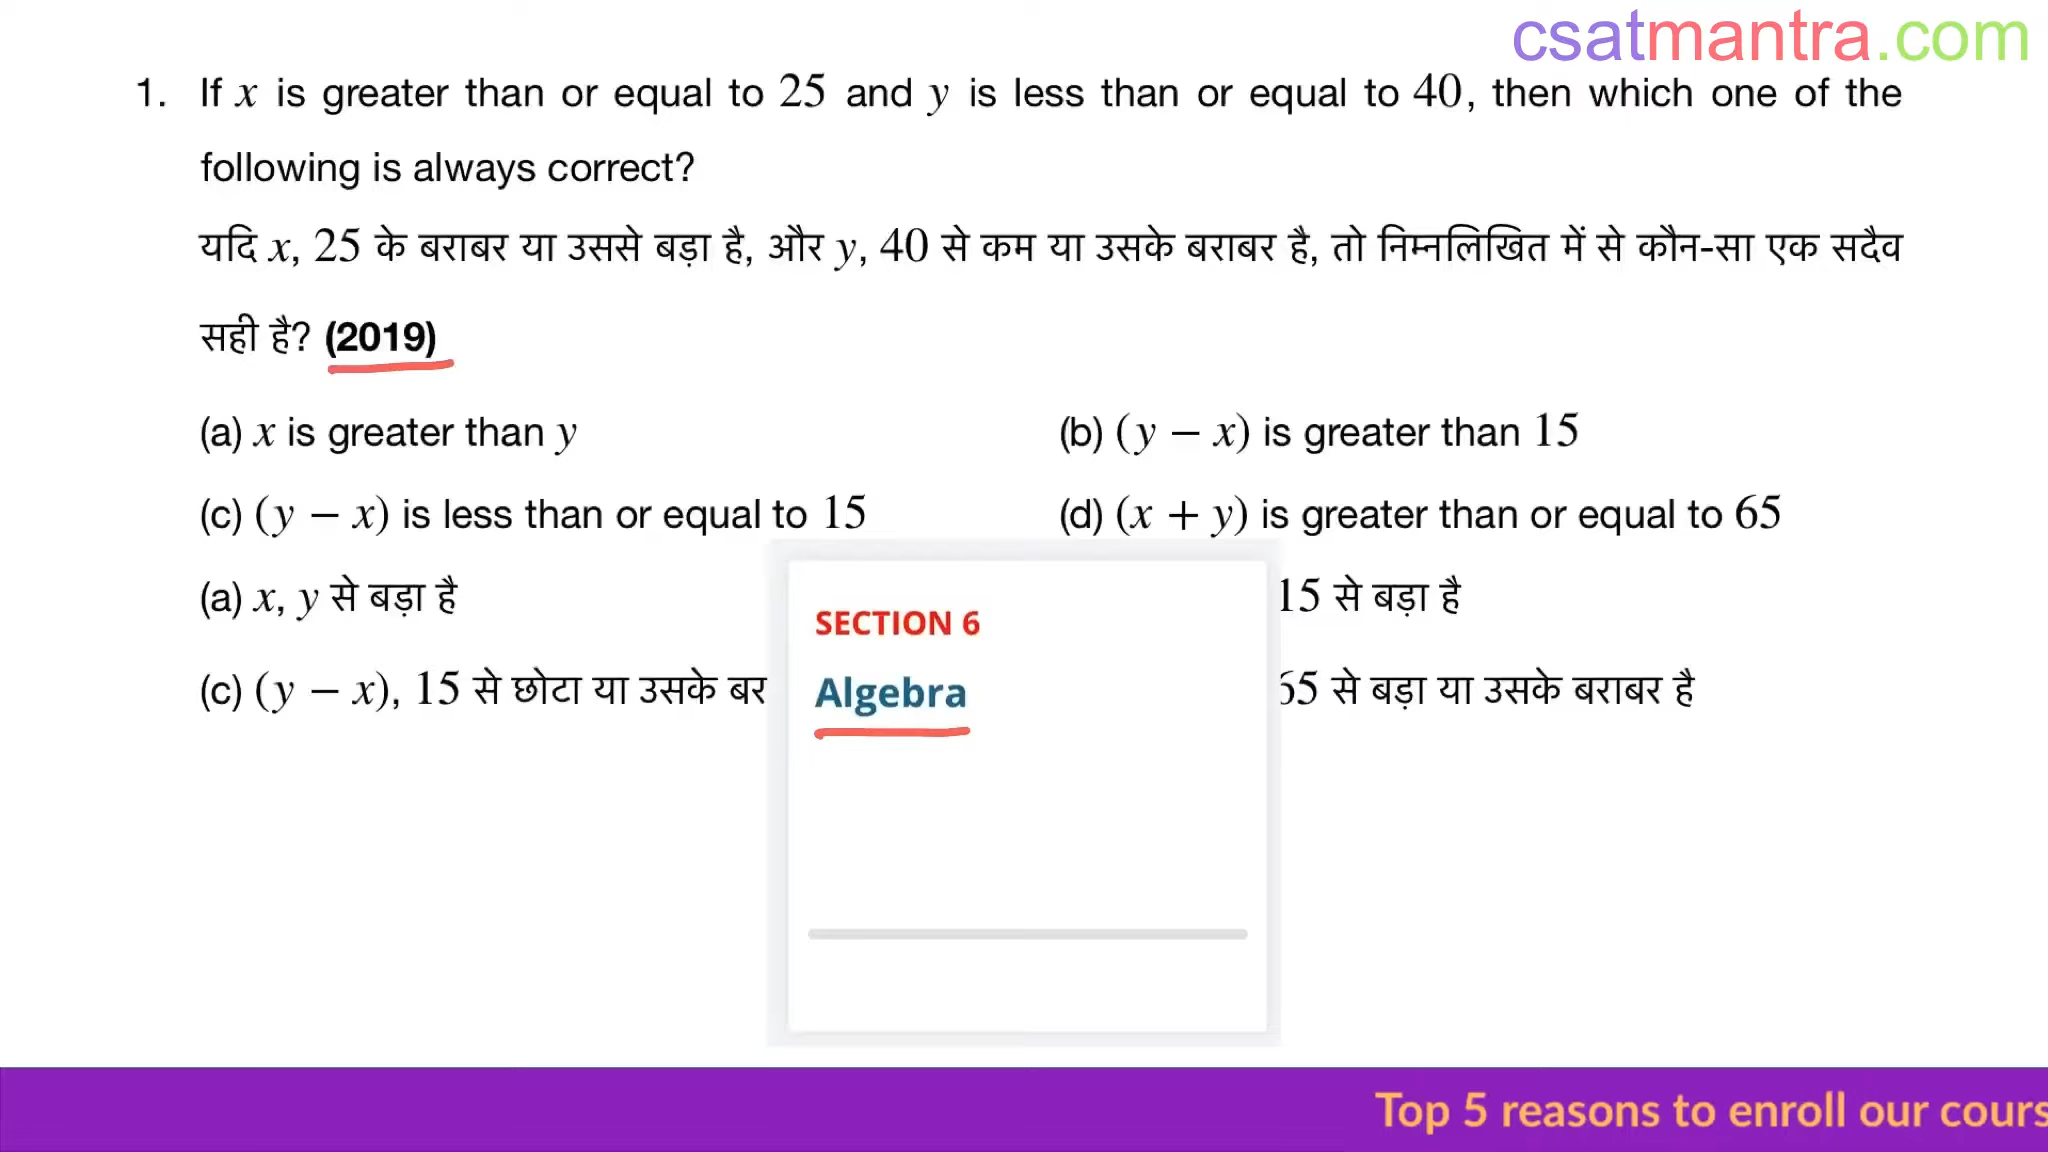 csatmantra.com
1. If x is greater than or equal to 25 and y is less than or equal to 40, then which one of the
following is always correct?
यदि x, 25 के बराबर या उससे बड़ा है, और y, 40 से कम या उसके बराबर है, तो निम्नलिखित में से कौन-सा एक सदैव
सही है? (2019)
(a) x is greater than y
(b) (y − x) is greater than 15
(c) (y − x) is less than or equal to 15
(d) (x + y) is greater than or equal to 65
(a) x, y से बड़ा है
15 से बड़ा है
(c) (y − x), 15 से छोटा या उसके बर
65 से बड़ा या उसके बराबर है
SECTION 6
Algebra
Top 5 reasons to enroll our cours